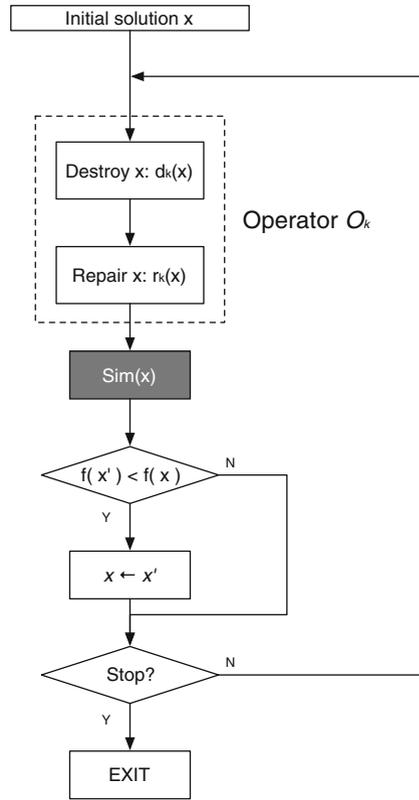 Initial solution x
Destroy x: dₖ(x)
Operator Oₖ
Repair x: rₖ(x)
Sim(x)
f( x' ) < f( x )
N
Y
x ← x'
Stop?
N
Y
EXIT